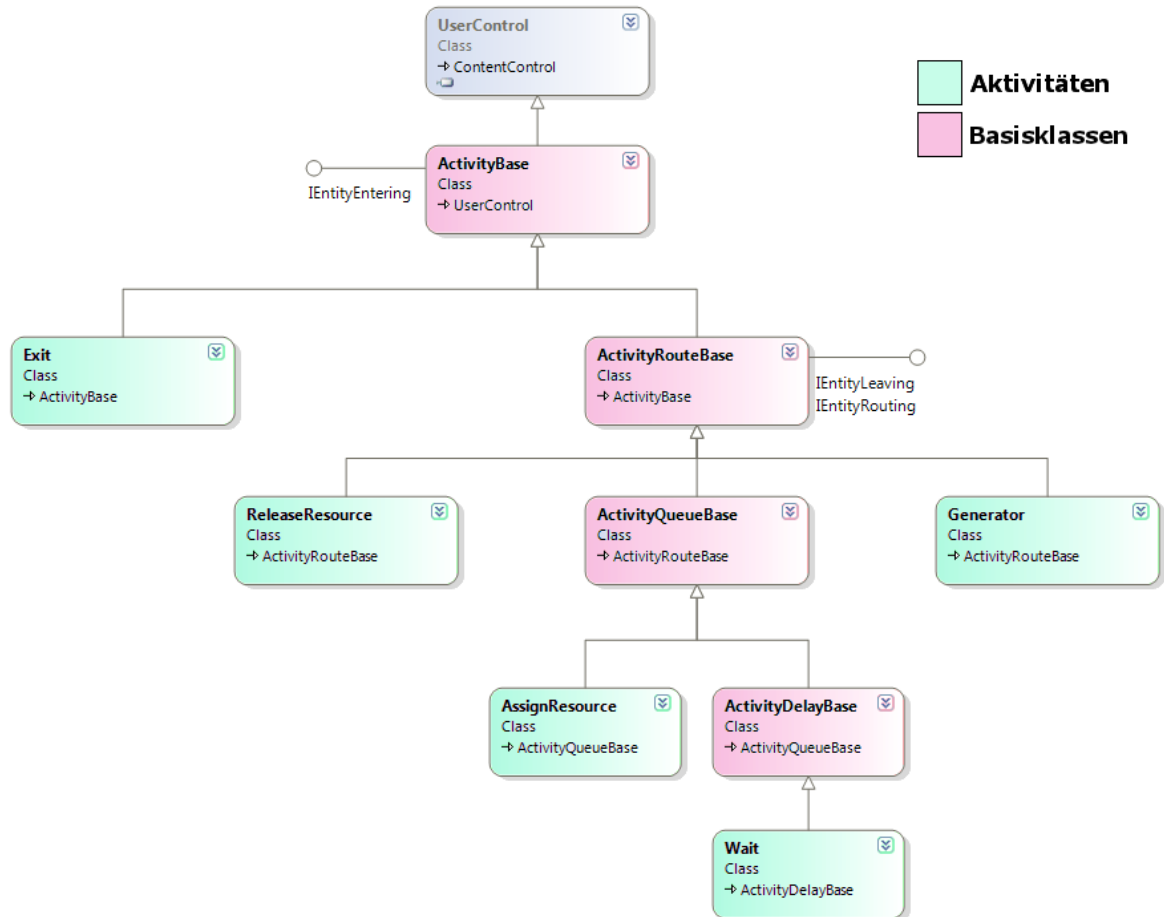 UserControl
Class
→ ContentControl
Aktivitäten
Basisklassen
ActivityBase
Class
→ UserControl
IEntityEntering
Exit
Class
→ ActivityBase
ActivityRouteBase
Class
→ ActivityBase
IEntityLeaving
IEntityRouting
ReleaseResource
Class
→ ActivityRouteBase
ActivityQueueBase
Class
→ ActivityRouteBase
Generator
Class
→ ActivityRouteBase
AssignResource
Class
→ ActivityQueueBase
ActivityDelayBase
Class
→ ActivityQueueBase
Wait
Class
→ ActivityDelayBase